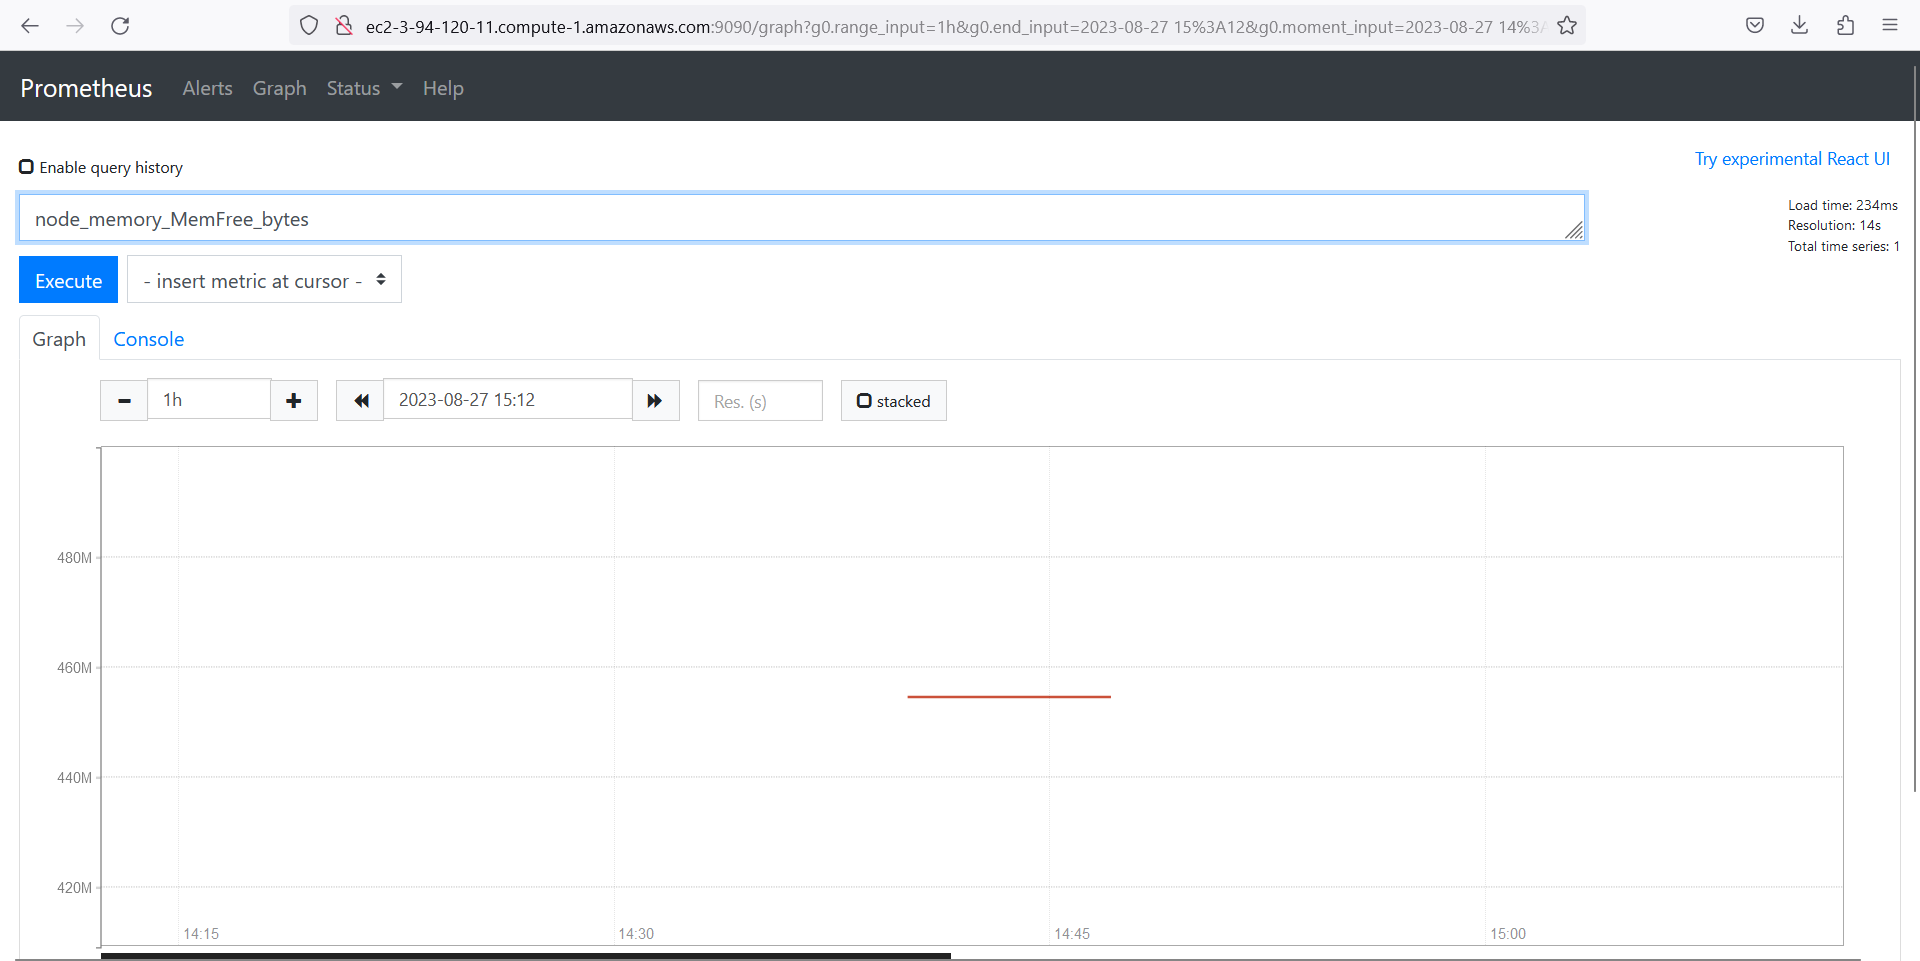 ec2-3-94-120-11.compute-1.amazonaws.com:9090/graph?g0.range_input=1h&g0.end_input=2023-08-27 15%3A12&g0.moment_input=2023-08-27 14%3A
Prometheus Alerts Graph Status Help
Enable query history
Try experimental React UI
node_memory_MemFree_bytes
Load time: 234ms
Resolution: 14s
Total time series: 1
Execute - insert metric at cursor -
Graph Console
1h 2023-08-27 15:12 Res. (s) stacked
480M
460M
440M
420M
14:15 14:30 14:45 15:00